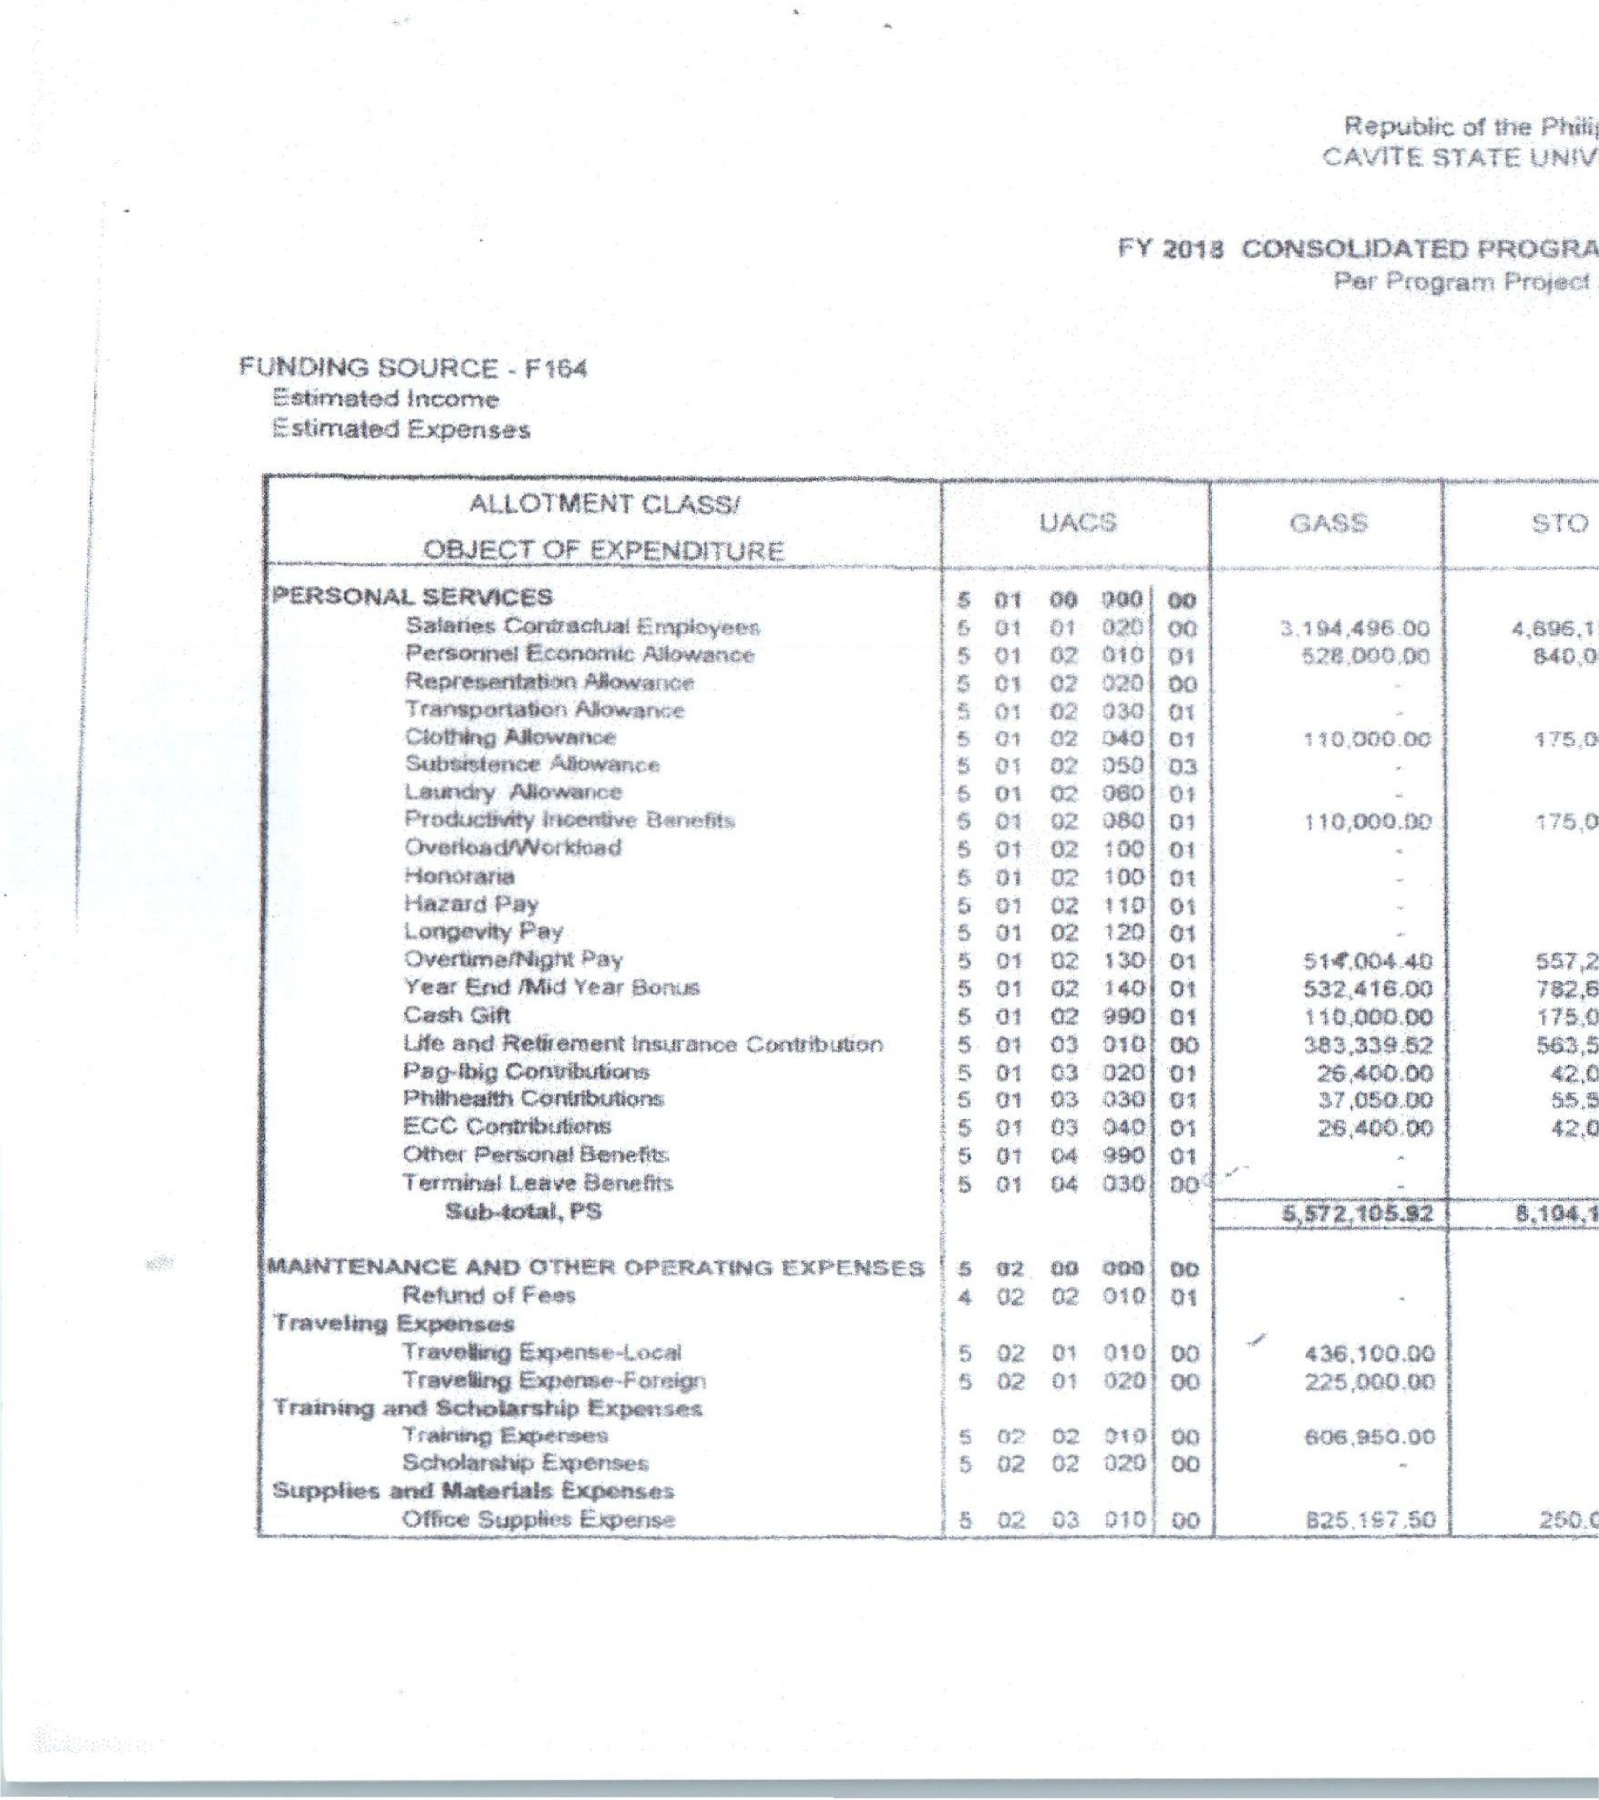 Republic of the Philip
CAVITE STATE UNIV
FY 2018 CONSOLIDATED PROGRA
Per Program Project
FUNDING SOURCE - F164
Estimated Income
Estimated Expenses
ALLOTMENT CLASS/
OBJECT OF EXPENDITURE UACS GASS STO
PERSONAL SERVICES 5 01 00 000 00
Salaries Contractual Employees 5 01 01 020 00 3,194,496.00 4,696,1
Personnel Economic Allowance 5 01 02 010 01 528,000.00 840,0
Representation Allowance 5 01 02 020 00 -
Transportation Allowance 5 01 02 030 01 -
Clothing Allowance 5 01 02 040 01 110,000.00 175,0
Subsistence Allowance 5 01 02 050 03 -
Laundry Allowance 5 01 02 060 01 -
Productivity Incentive Benefits 5 01 02 080 01 110,000.00 175,0
Overload/Workload 5 01 02 100 01 -
Honoraria 5 01 02 100 01 -
Hazard Pay 5 01 02 110 01 -
Longevity Pay 5 01 02 120 01 -
Overtime/Night Pay 5 01 02 130 01 514,004.40 557,2
Year End /Mid Year Bonus 5 01 02 140 01 532,416.00 782,6
Cash Gift 5 01 02 990 01 110,000.00 175,0
Life and Retirement Insurance Contribution 5 01 03 010 00 383,339.52 563,5
Pag-Ibig Contributions 5 01 03 020 01 26,400.00 42,0
Philhealth Contributions 5 01 03 030 01 37,050.00 55,5
ECC Contributions 5 01 03 040 01 26,400.00 42,0
Other Personal Benefits 5 01 04 990 01 -
Terminal Leave Benefits 5 01 04 030 00 -
Sub-total, PS 5,572,105.92 8,104,1
MAINTENANCE AND OTHER OPERATING EXPENSES 5 02 00 000 00
Refund of Fees 4 02 02 010 01 -
Traveling Expenses
Travelling Expense-Local 5 02 01 010 00 436,100.00
Travelling Expense-Foreign 5 02 01 020 00 225,000.00
Training and Scholarship Expenses
Training Expenses 5 02 02 010 00 606,950.00
Scholarship Expenses 5 02 02 020 00 -
Supplies and Materials Expenses
Office Supplies Expense 5 02 03 010 00 250,0